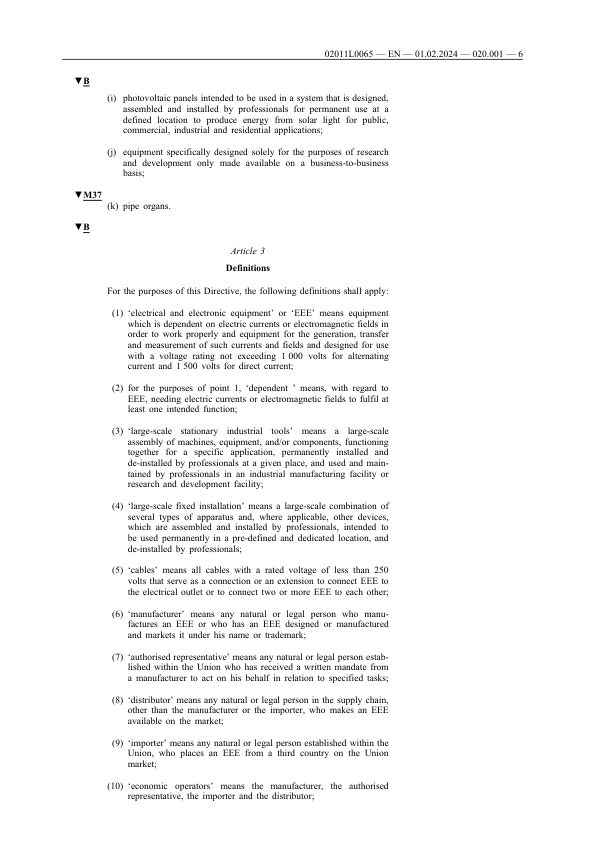 02011L0065 — EN — 01.02.2024 — 020.001 — 6
▼B
(i) photovoltaic panels intended to be used in a system that is designed,
assembled and installed by professionals for permanent use at a
defined location to produce energy from solar light for public,
commercial, industrial and residential applications;
(j) equipment specifically designed solely for the purposes of research
and development only made available on a business-to-business
basis;
▼M37
(k) pipe organs.
▼B
Article 3
Definitions
For the purposes of this Directive, the following definitions shall apply:
(1) ‘electrical and electronic equipment’ or ‘EEE’ means equipment
which is dependent on electric currents or electromagnetic fields in
order to work properly and equipment for the generation, transfer
and measurement of such currents and fields and designed for use
with a voltage rating not exceeding 1 000 volts for alternating
current and 1 500 volts for direct current;
(2) for the purposes of point 1, ‘dependent ’ means, with regard to
EEE, needing electric currents or electromagnetic fields to fulfil at
least one intended function;
(3) ‘large-scale stationary industrial tools’ means a large-scale
assembly of machines, equipment, and/or components, functioning
together for a specific application, permanently installed and
de-installed by professionals at a given place, and used and main-
tained by professionals in an industrial manufacturing facility or
research and development facility;
(4) ‘large-scale fixed installation’ means a large-scale combination of
several types of apparatus and, where applicable, other devices,
which are assembled and installed by professionals, intended to
be used permanently in a pre-defined and dedicated location, and
de-installed by professionals;
(5) ‘cables’ means all cables with a rated voltage of less than 250
volts that serve as a connection or an extension to connect EEE to
the electrical outlet or to connect two or more EEE to each other;
(6) ‘manufacturer’ means any natural or legal person who manu-
factures an EEE or who has an EEE designed or manufactured
and markets it under his name or trademark;
(7) ‘authorised representative’ means any natural or legal person estab-
lished within the Union who has received a written mandate from
a manufacturer to act on his behalf in relation to specified tasks;
(8) ‘distributor’ means any natural or legal person in the supply chain,
other than the manufacturer or the importer, who makes an EEE
available on the market;
(9) ‘importer’ means any natural or legal person established within the
Union, who places an EEE from a third country on the Union
market;
(10) ‘economic operators’ means the manufacturer, the authorised
representative, the importer and the distributor;